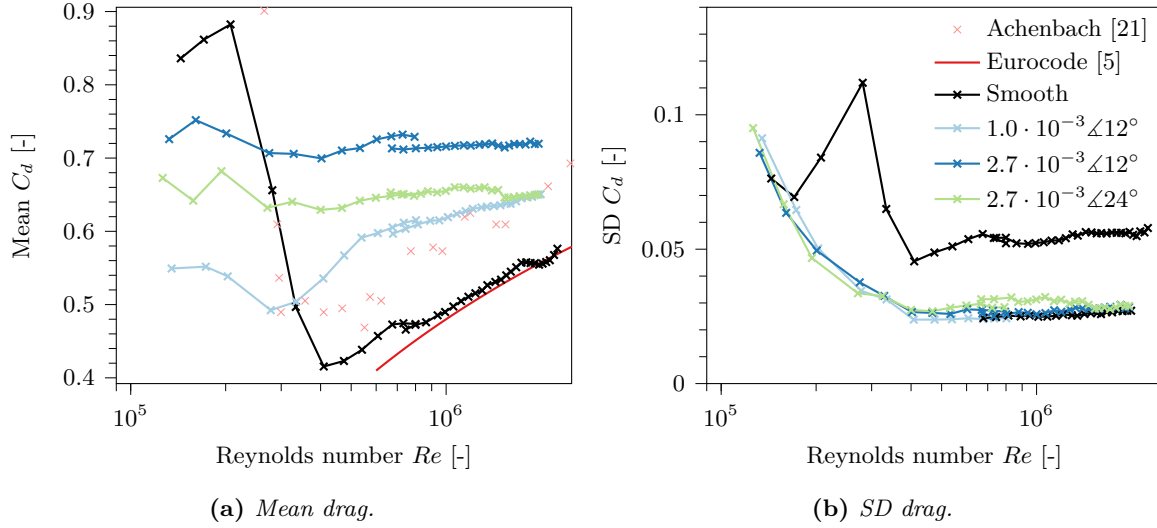 0.9
0.8
0.7
0.6
0.5
0.4
Mean C_d [-]
10^5
10^6
Reynolds number Re [-]
(a) Mean drag.
0.1
0.05
0
SD C_d [-]
Achenbach [21]
Eurocode [5]
Smooth
1.0 · 10^−3∡12°
2.7 · 10^−3∡12°
2.7 · 10^−3∡24°
10^5
10^6
Reynolds number Re [-]
(b) SD drag.